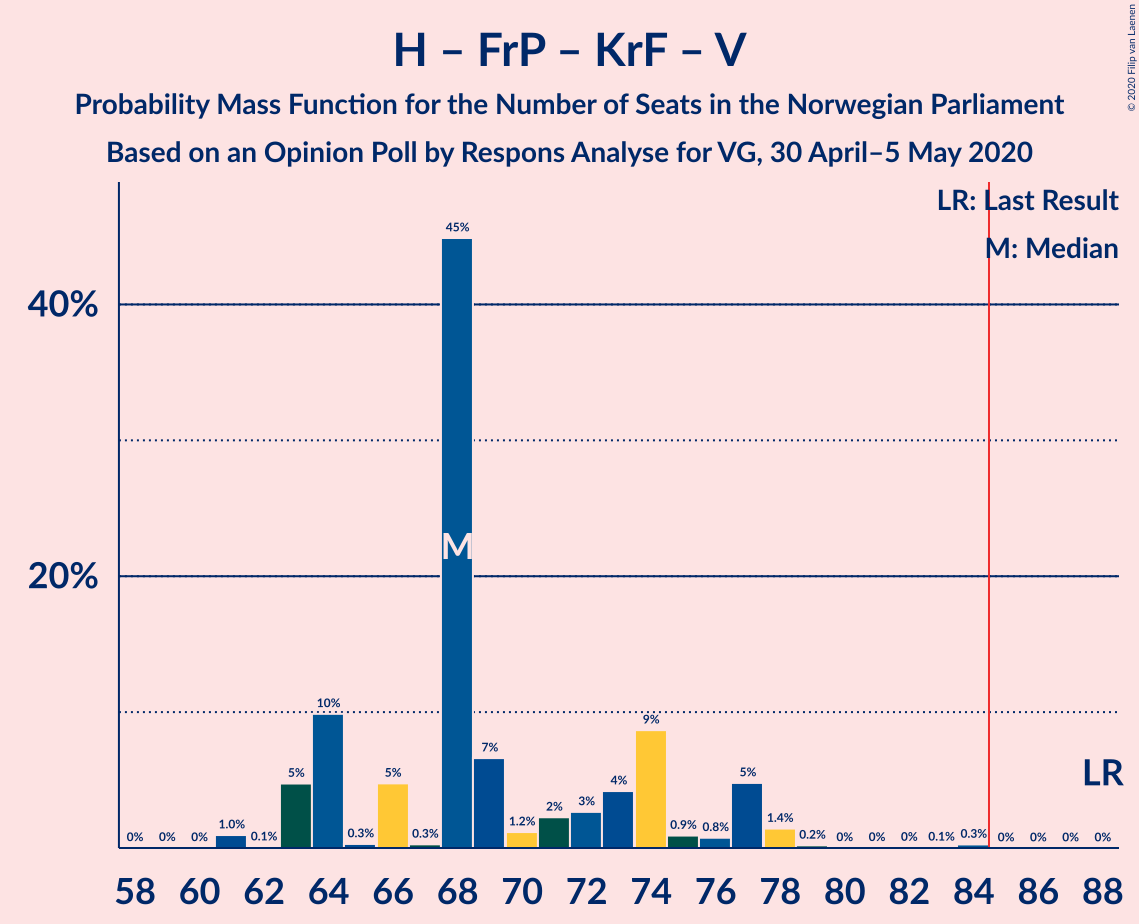 H – FrP – KrF – V
Probability Mass Function for the Number of Seats in the Norwegian Parliament
Based on an Opinion Poll by Respons Analyse for VG, 30 April–5 May 2020
© 2020 Filip van Laenen
LR: Last Result
M: Median
40%
20%
0% 0% 0% 1.0% 0.1% 5% 10% 0.3% 5% 0.3% 45% 7% 1.2% 2% 3% 4% 9% 0.9% 0.8% 5% 1.4% 0.2% 0% 0% 0% 0.1% 0.3% 0% 0% 0% 0%
M
LR
58 60 62 64 66 68 70 72 74 76 78 80 82 84 86 88